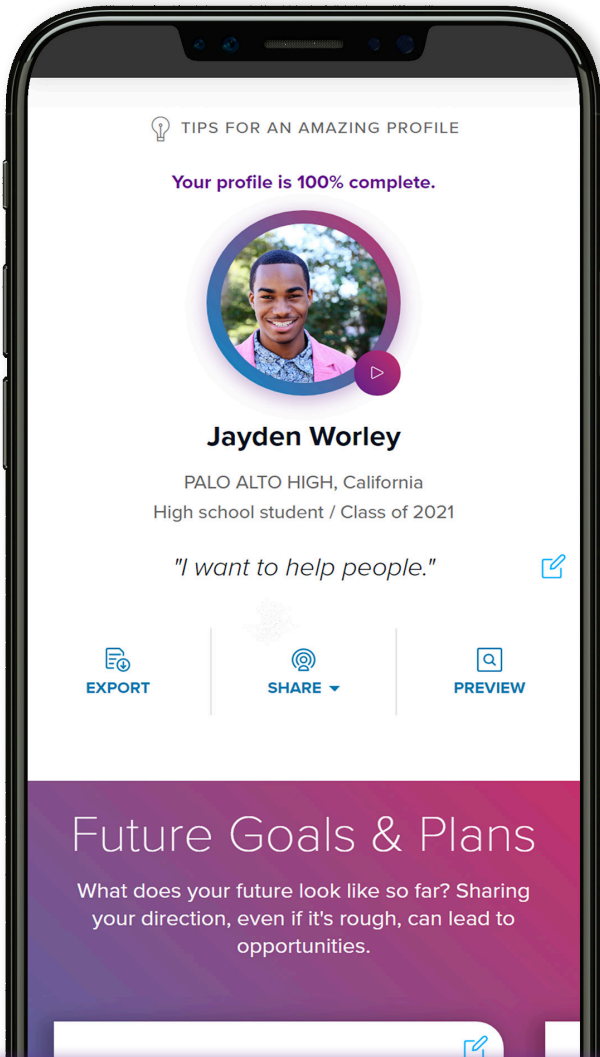 TIPS FOR AN AMAZING PROFILE
Your profile is 100% complete.
Jayden Worley
PALO ALTO HIGH, California
High school student / Class of 2021
"I want to help people."
EXPORT
SHARE
PREVIEW
Future Goals & Plans
What does your future look like so far? Sharing
your direction, even if it's rough, can lead to
opportunities.